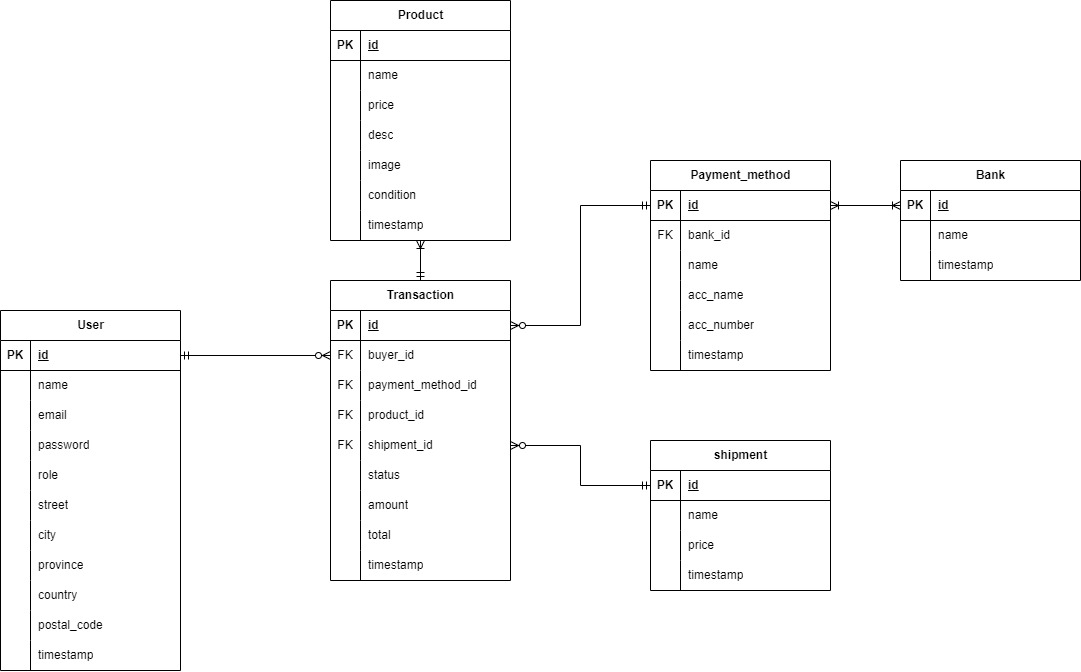 Product
PK id
name
price
desc
image
condition
timestamp
Transaction
PK id
FK buyer_id
FK payment_method_id
FK product_id
FK shipment_id
status
amount
total
timestamp
User
PK id
name
email
password
role
street
city
province
country
postal_code
timestamp
Payment_method
PK id
FK bank_id
name
acc_name
acc_number
timestamp
Bank
PK id
name
timestamp
shipment
PK id
name
price
timestamp